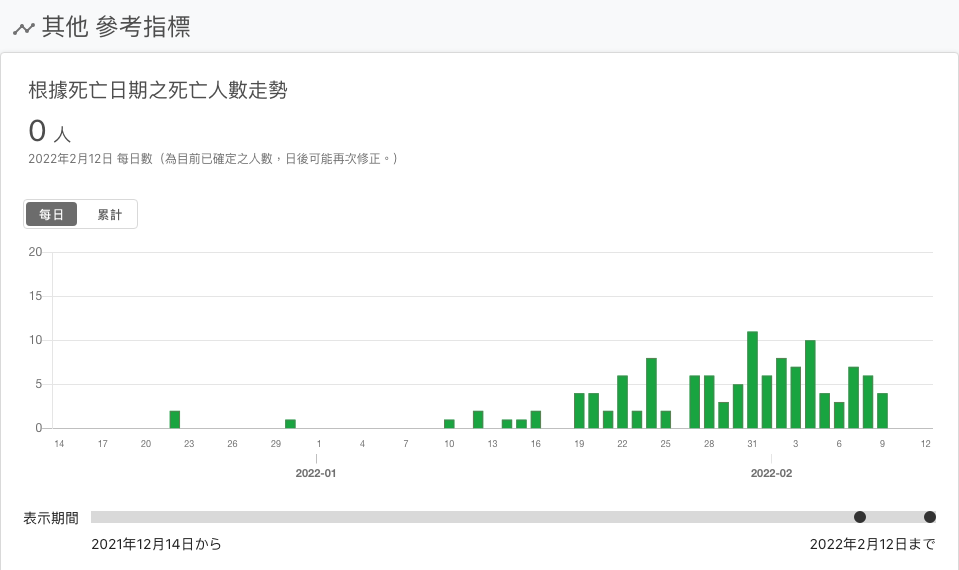 其他 參考指標
根據死亡日期之死亡人數走勢
0 人
2022年2月12日 每日數（為目前已確定之人數，日後可能再次修正。）
每日 累計
20
15
10
5
0
14 17 20 23 26 29 1 4 7 10 13 16 19 22 25 28 31 3 6 9 12
2022-01 2022-02
表示期間
2021年12月14日から 2022年2月12日まで